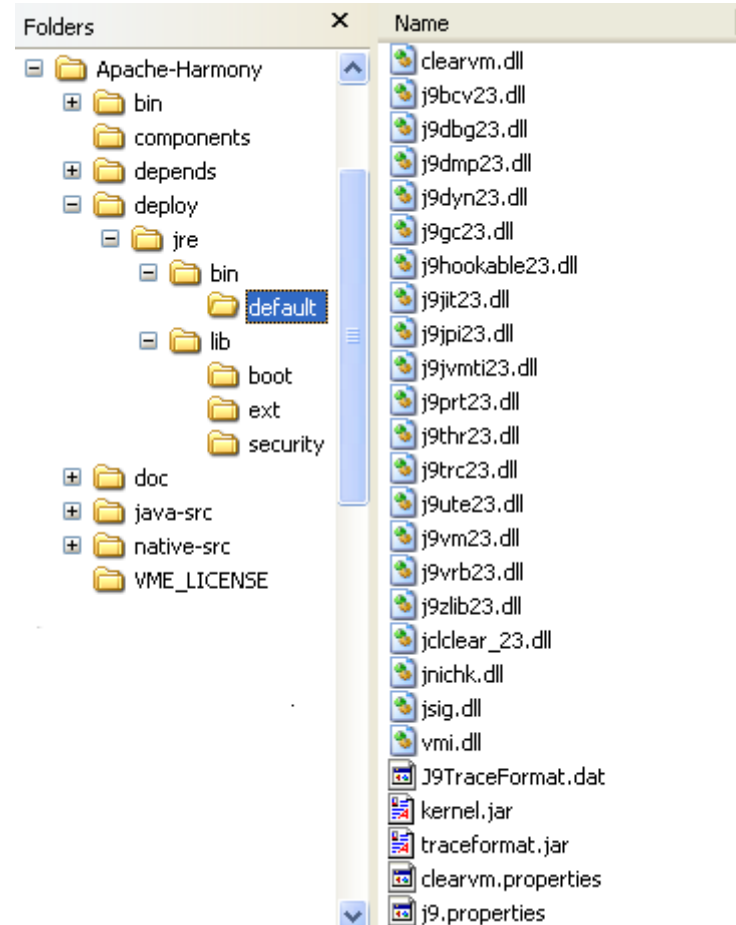 Folders
Apache-Harmony
bin
components
depends
deploy
jre
bin
default
lib
boot
ext
security
doc
java-src
native-src
VME_LICENSE
Name
clearvm.dll
j9bcv23.dll
j9dbg23.dll
j9dmp23.dll
j9dyn23.dll
j9gc23.dll
j9hookable23.dll
j9jit23.dll
j9jpi23.dll
j9jvmti23.dll
j9prt23.dll
j9thr23.dll
j9trc23.dll
j9ute23.dll
j9vm23.dll
j9vrb23.dll
j9zlib23.dll
jclclear_23.dll
jnichk.dll
jsig.dll
vmi.dll
J9TraceFormat.dat
kernel.jar
traceformat.jar
clearvm.properties
j9.properties